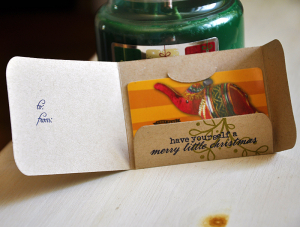 to:
from:
have yourself a
merry little christmas